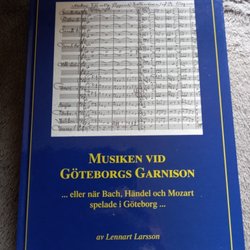 MUSIKEN VID
GÖTEBORGS GARNISON
... eller när Bach, Händel och Mozart
spelade i Göteborg ...
av Lennart Larsson